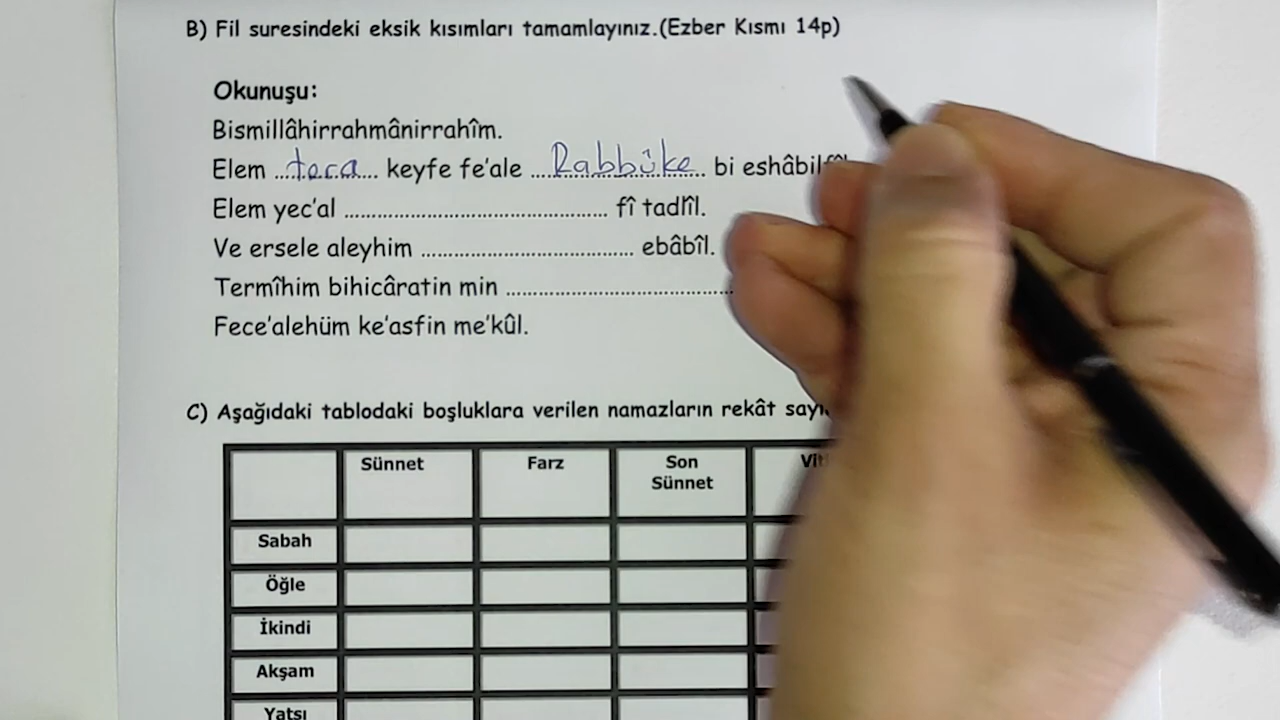 B) Fil suresindeki eksik kısımları tamamlayınız.(Ezber Kısmı 14p)
Okunuşu:
Bismillâhirrahmânirrahîm.
Elem ...tera... keyfe fe'ale ...Rabbüke... bi
Elem yec'al ........................................ fî tadlîl.
Ve ersele aleyhim ................................ ebâbîl.
Termîhim bihicâratin min ...................................
Fece'alehüm ke'asfin me'kûl.
C) Aşağıdaki tablodaki boşluklara verilen namazların rekât
Sünnet Farz Son Sünnet
Sabah
Öğle
İkindi
Akşam
Yatsı